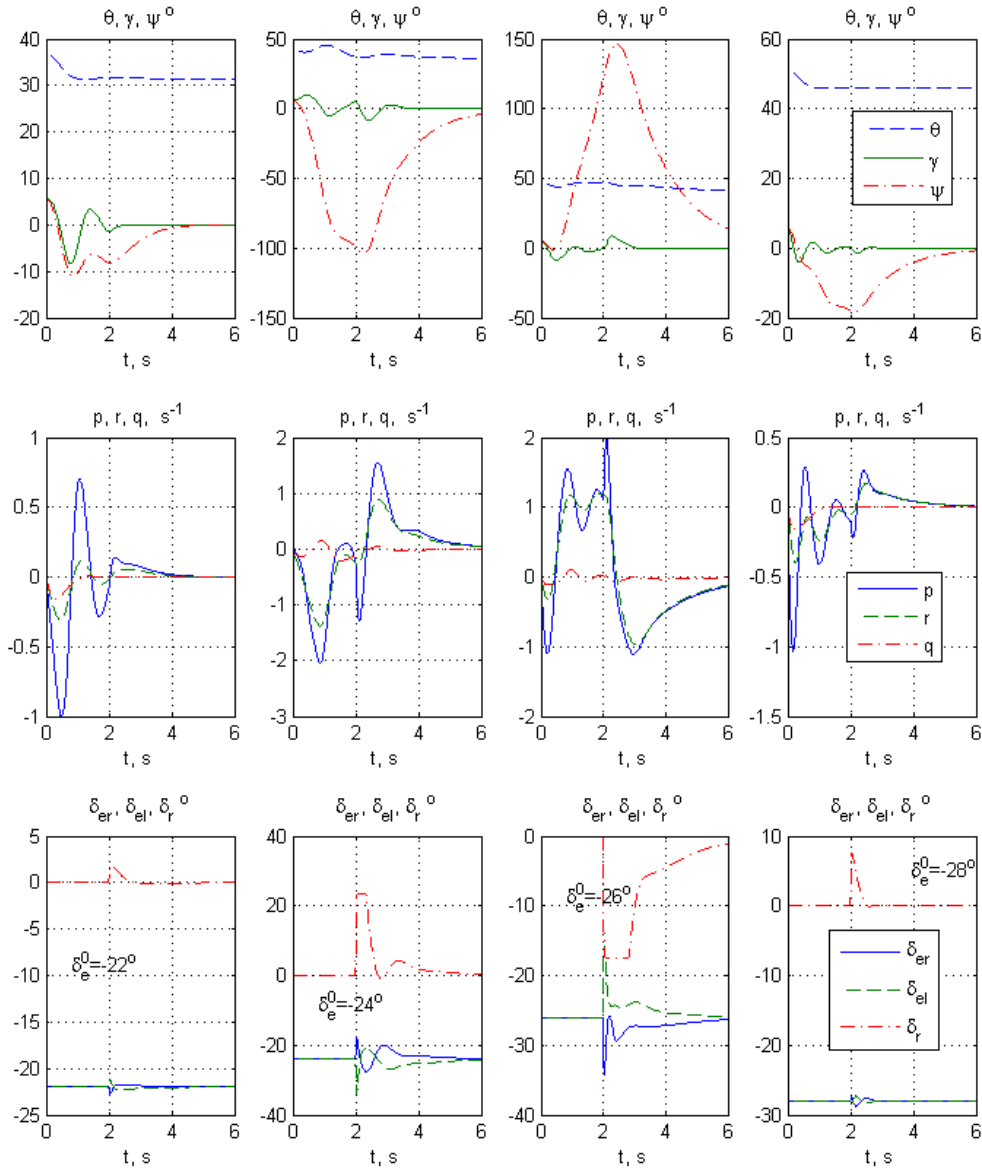 θ, γ, ψ °
θ, γ, ψ °
θ, γ, ψ °
θ, γ, ψ °
40
30
20
10
0
-10
-20
0 2 4 6
t, s
50
0
-50
-100
-150
0 2 4 6
t, s
150
100
50
0
-50
0 2 4 6
t, s
60
40
20
0
-20
0 2 4 6
t, s
θ
γ
ψ
p, r, q, s⁻¹
p, r, q, s⁻¹
p, r, q, s⁻¹
p, r, q, s⁻¹
1
0.5
0
-0.5
-1
0 2 4 6
t, s
2
1
0
-1
-2
-3
0 2 4 6
t, s
2
1
0
-1
-2
0 2 4 6
t, s
0.5
0
-0.5
-1
-1.5
0 2 4 6
t, s
p
r
q
δer, δel, δr °
δer, δel, δr °
δer, δel, δr °
δer, δel, δr °
5
0
-5
-10
-15
-20
-25
0 2 4 6
t, s
δe⁰=-22°
40
20
0
-20
-40
0 2 4 6
t, s
δe⁰=-24°
0
-10
-20
-30
-40
0 2 4 6
t, s
δe⁰=-26°
10
0
-10
-20
-30
0 2 4 6
t, s
δe⁰=-28°
δer
δel
δr